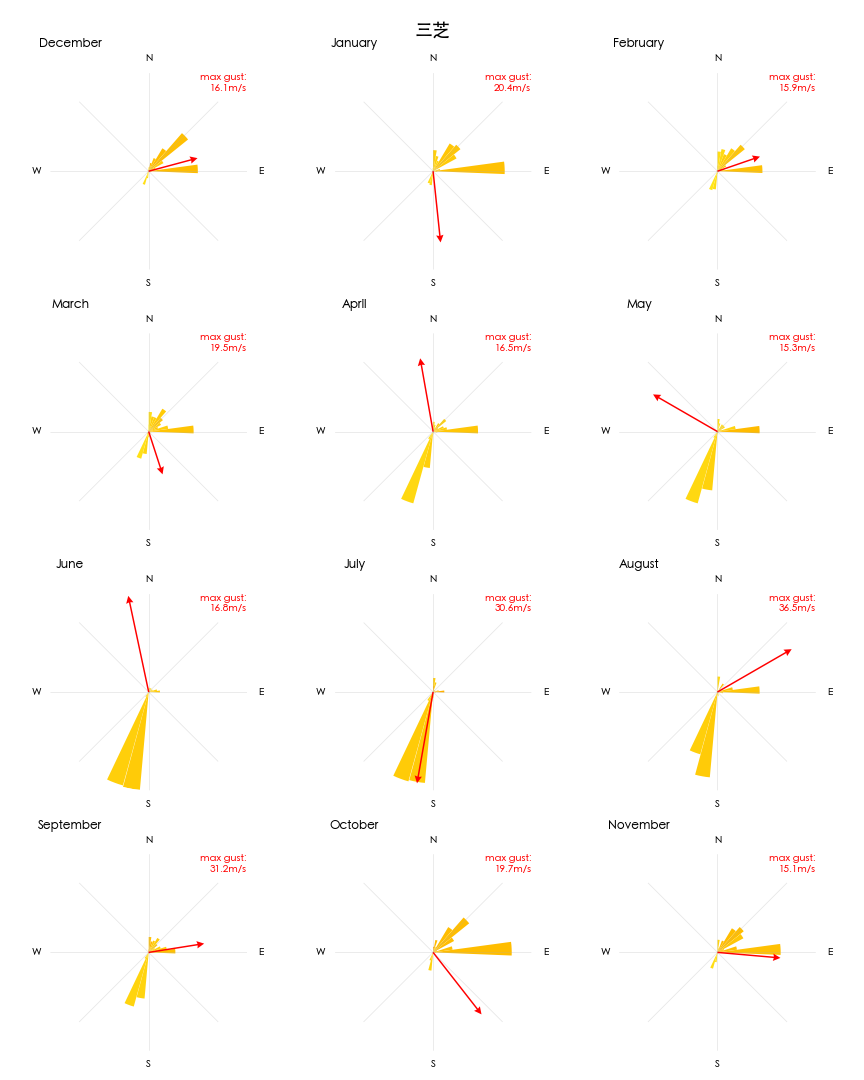 三芝
December
N
max gust:
16.1m/s
W
E
S
January
N
max gust:
20.4m/s
W
E
S
February
N
max gust:
15.9m/s
W
E
S
March
N
max gust:
19.5m/s
W
E
S
April
N
max gust:
16.5m/s
W
E
S
May
N
max gust:
15.3m/s
W
E
S
June
N
max gust:
16.8m/s
W
E
S
July
N
max gust:
30.6m/s
W
E
S
August
N
max gust:
36.5m/s
W
E
S
September
N
max gust:
31.2m/s
W
E
S
October
N
max gust:
19.7m/s
W
E
S
November
N
max gust:
15.1m/s
W
E
S